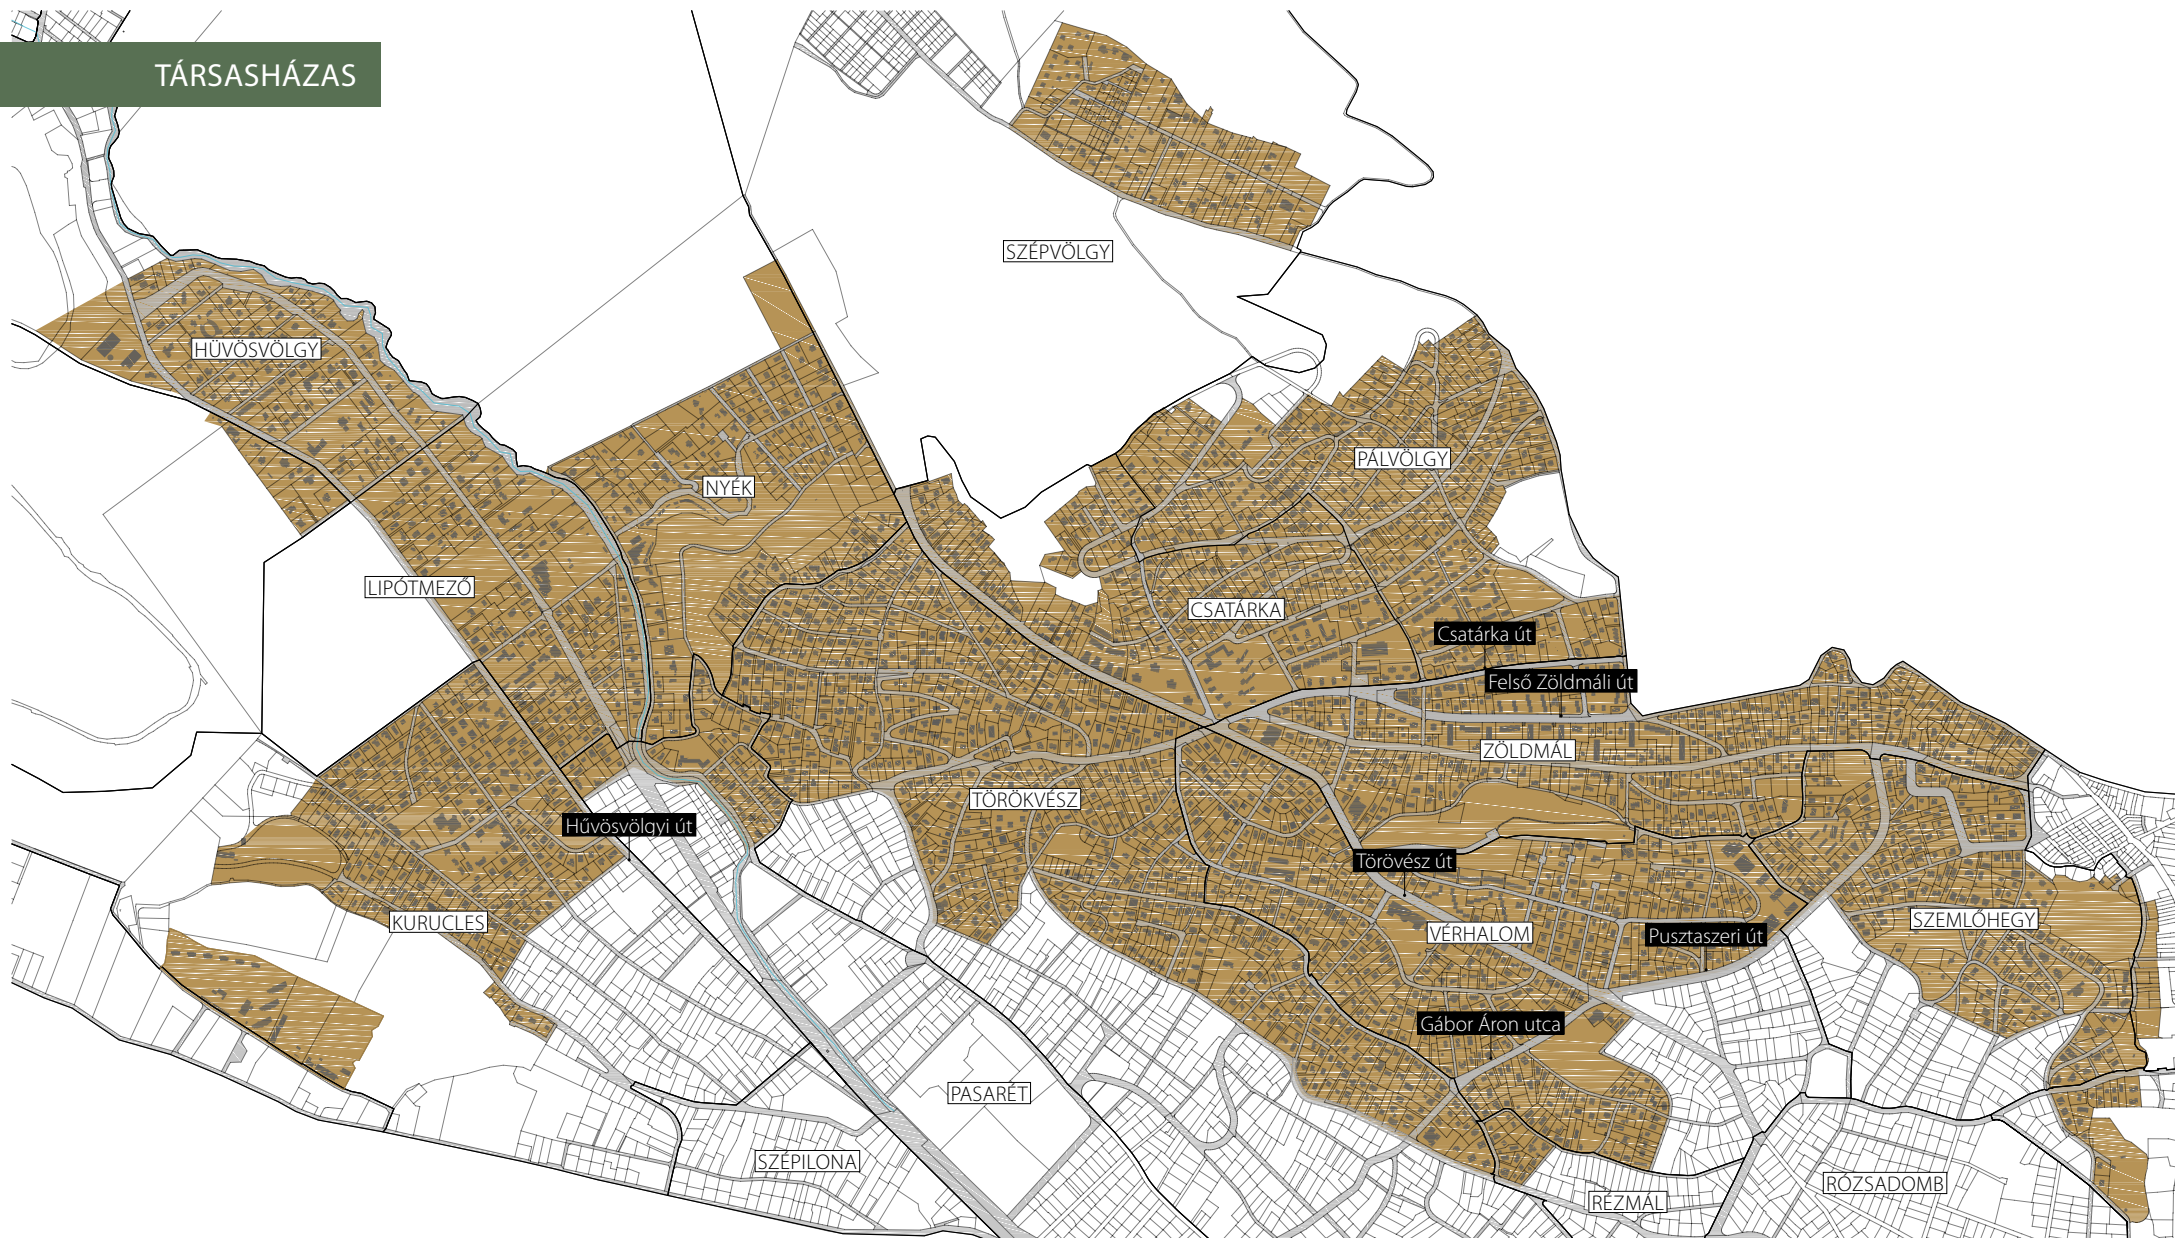 TÁRSASHÁZAS
SZÉPVÖLGY
HŰVÖSVÖLGY
PÁLVÖLGY
NYÉK
LIPÓTMEZŐ
CSATÁRKA
Csatárka út
Felső Zöldmáli út
ZÖLDMÁL
TÖRÖKVÉSZ
Hűvösvölgyi út
Törövész út
KURUCLES
VÉRHALOM
Pusztaszeri út
SZEMLŐHEGY
Gábor Áron utca
PASARÉT
SZÉPILONA
RÉZMÁL
RÓZSADOMB